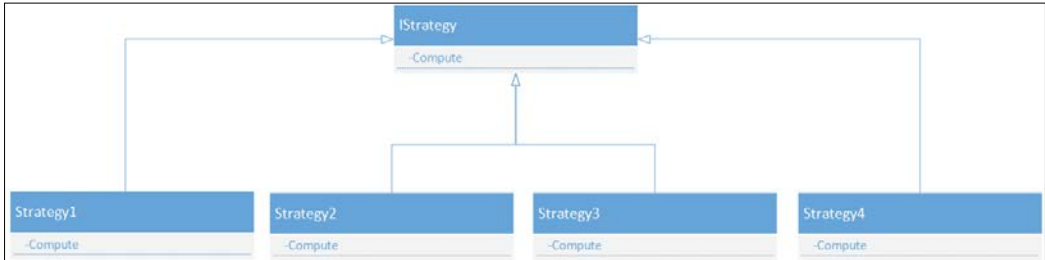 IStrategy
-Compute
Strategy1
-Compute
Strategy2
-Compute
Strategy3
-Compute
Strategy4
-Compute